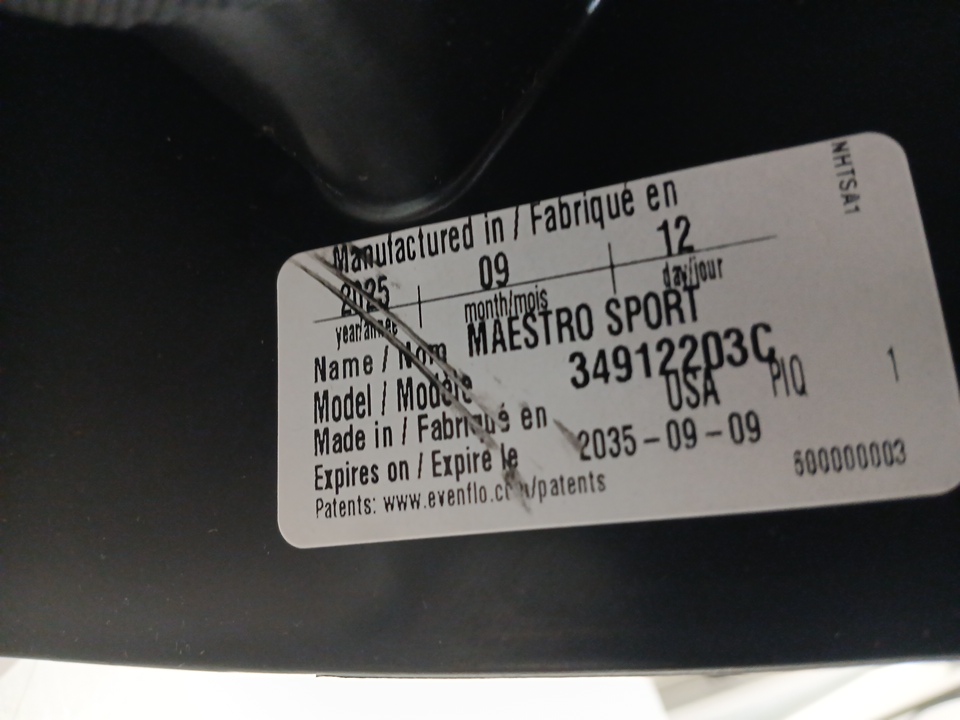 NHTSA1
Manufactured in / Fabriqué en
2025 09 12
year/année month/mois day/jour
Name / Nom MAESTRO SPORT
Model / Modèle 34912203C
Made in / Fabriqué en USA PIQ 1
Expires on / Expire le 2035-09-09
Patents: www.evenflo.com/patents 600000003